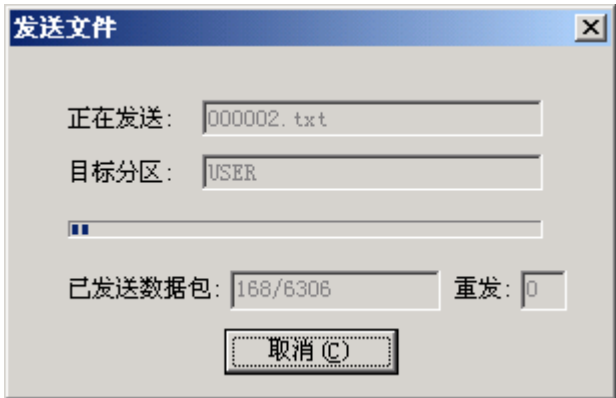 发送文件
正在发送: 000002.txt
目标分区: USER
已发送数据包: 168/6306 重发: 0
取消(C)